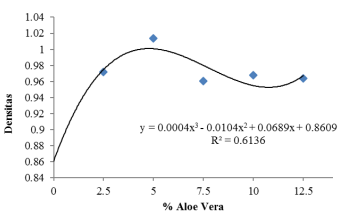 1.04
1.02
1
0.98
0.96
0.94
0.92
0.9
0.88
0.86
0.84
Densitas
y = 0.0004x³ - 0.0104x² + 0.0689x + 0.8609
R² = 0.6136
0 2.5 5 7.5 10 12.5
% Aloe Vera